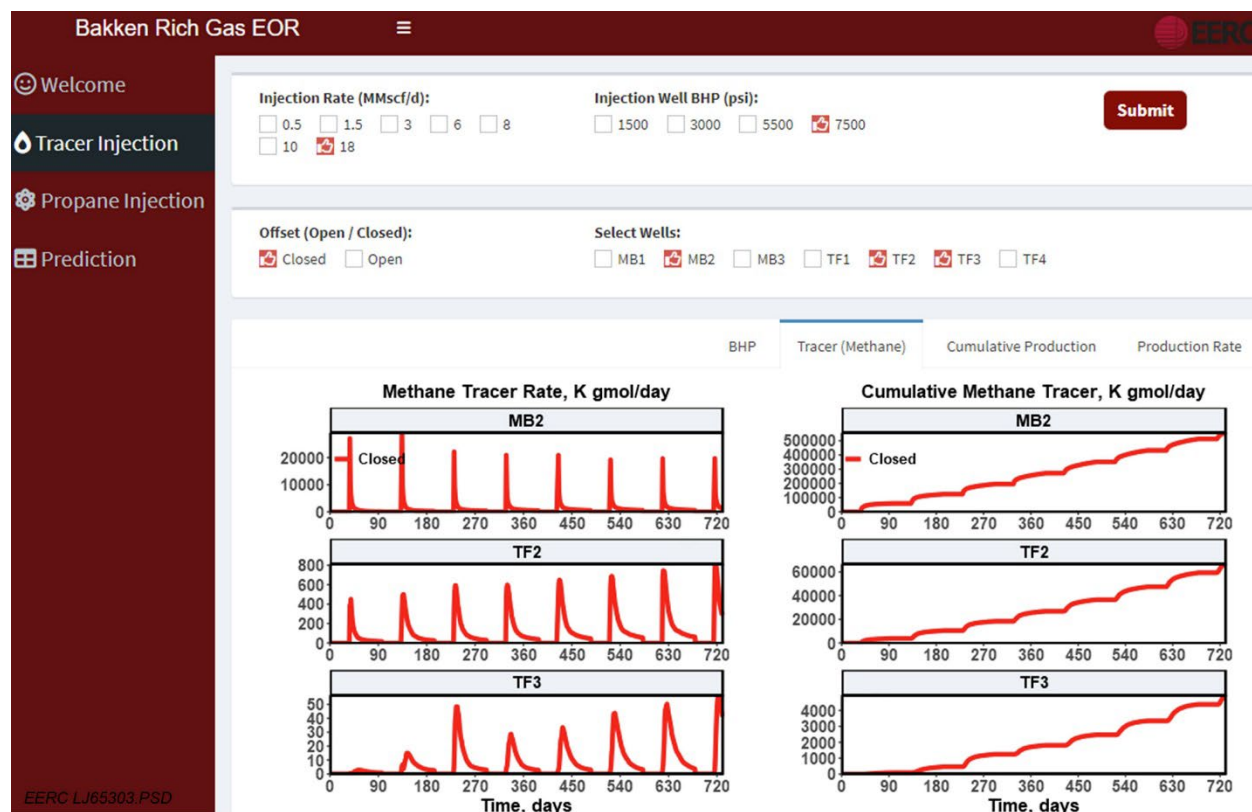 Bakken Rich Gas EOR
EERC
Welcome
Tracer Injection
Propane Injection
Prediction
Injection Rate (MMscf/d):
0.5 1.5 3 6 8
10 18
Injection Well BHP (psi):
1500 3000 5500 7500
Submit
Offset (Open / Closed):
Closed Open
Select Wells:
MB1 MB2 MB3 TF1 TF2 TF3 TF4
BHP Tracer (Methane) Cumulative Production Production Rate
Methane Tracer Rate, K gmol/day
MB2
20000
10000
0
Closed
0 90 180 270 360 450 540 630 720
TF2
800
600
400
200
0
0 90 180 270 360 450 540 630 720
TF3
50
40
30
20
10
0
0 90 180 270 360 450 540 630 720
Time, days
Cumulative Methane Tracer, K gmol/day
MB2
500000
400000
300000
200000
100000
0
Closed
0 90 180 270 360 450 540 630 720
TF2
60000
40000
20000
0
0 90 180 270 360 450 540 630 720
TF3
4000
3000
2000
1000
0
0 90 180 270 360 450 540 630 720
Time, days
EERC LJ65303.PSD